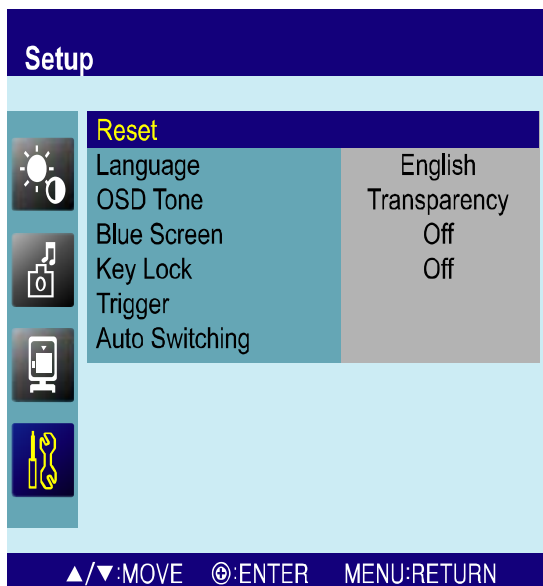 Setup
Reset
Language English
OSD Tone Transparency
Blue Screen Off
Key Lock Off
Trigger
Auto Switching
▲/▼:MOVE ⊕:ENTER MENU:RETURN